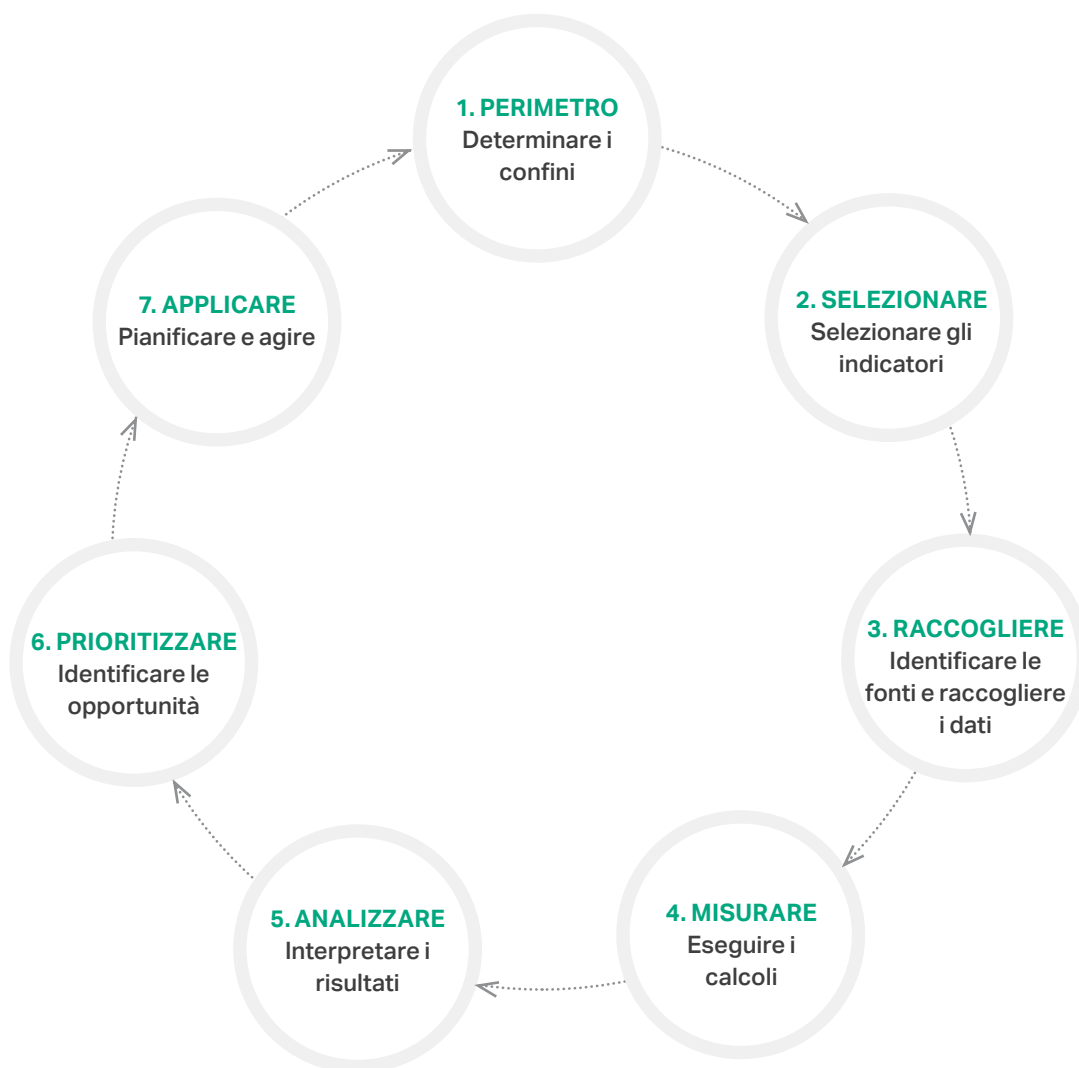 1. PERIMETRO
Determinare i
confini
2. SELEZIONARE
Selezionare gli
indicatori
3. RACCOGLIERE
Identificare le
fonti e raccogliere
i dati
4. MISURARE
Eseguire i
calcoli
5. ANALIZZARE
Interpretare i
risultati
6. PRIORITIZZARE
Identificare le
opportunità
7. APPLICARE
Pianificare e agire